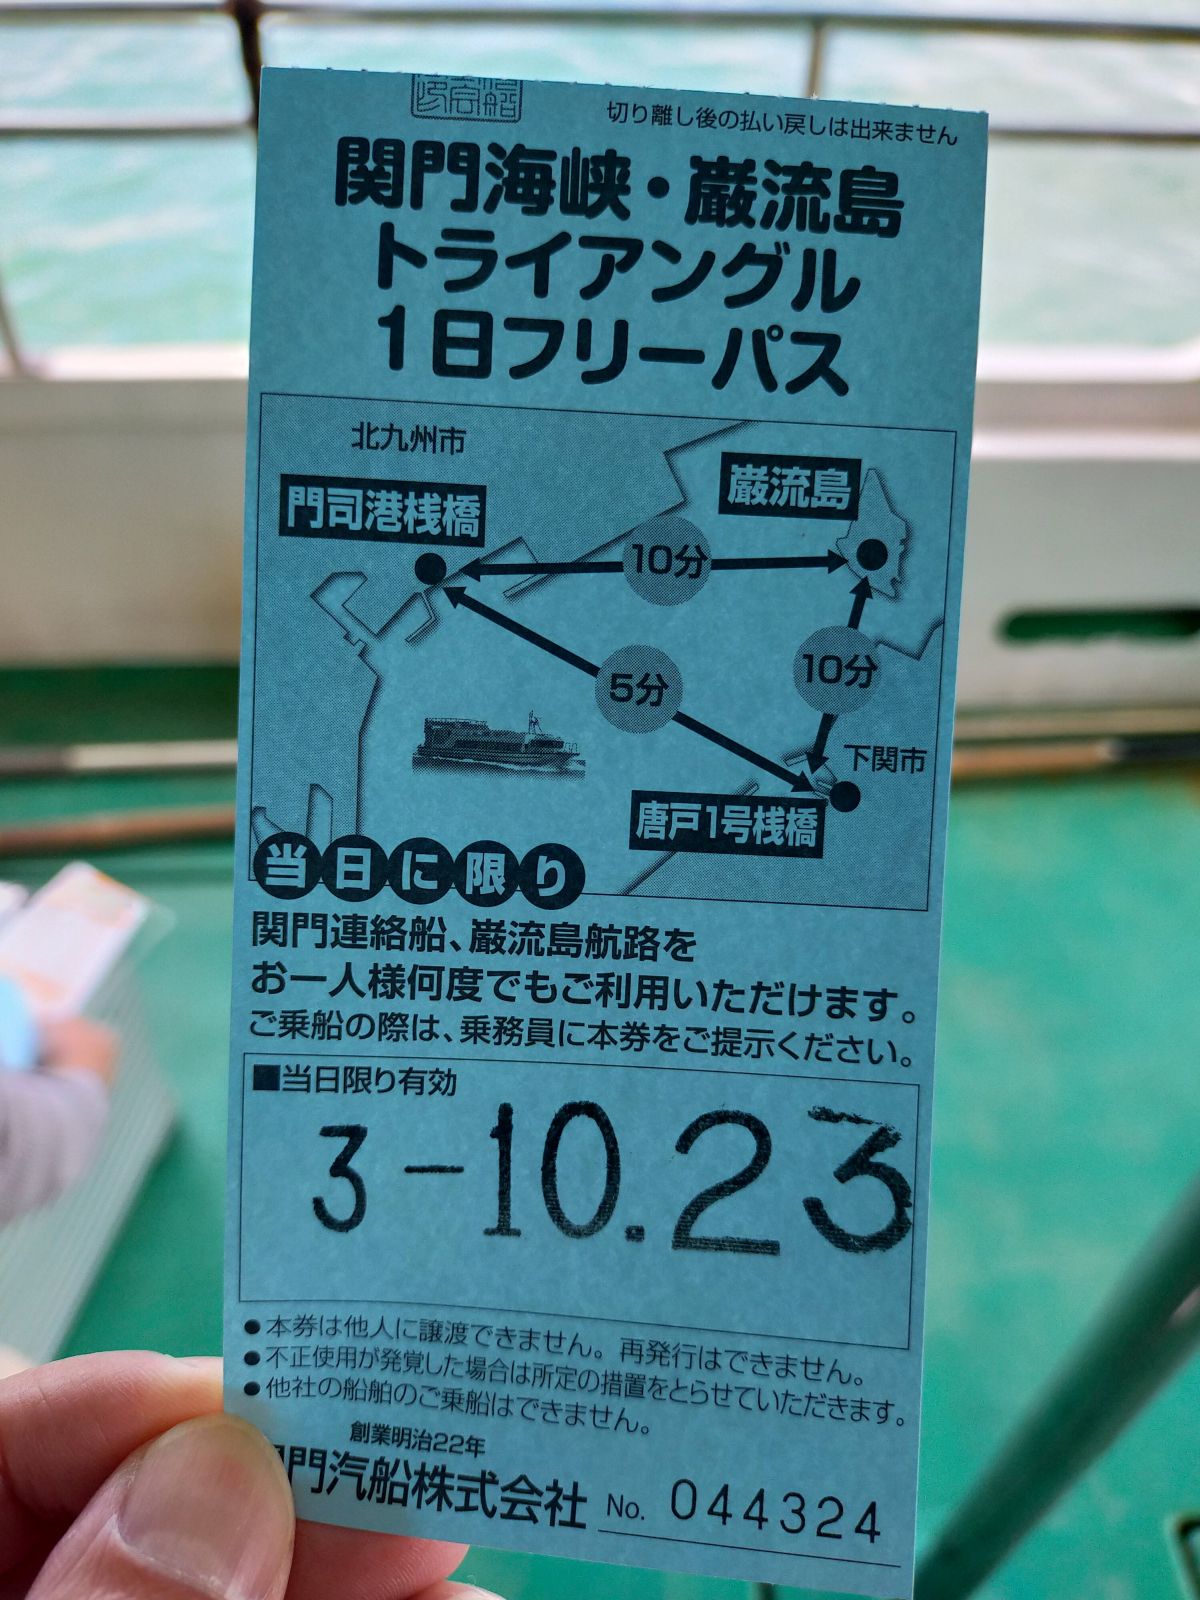 切り離し後の払い戻しは出来ません
関門海峡・巌流島
トライアングル
1日フリーパス
北九州市
門司港桟橋
巌流島
10分
5分
10分
下関市
唐戸1号桟橋
当日に限り
関門連絡船、巌流島航路を
お一人様何度でもご利用いただけます。
ご乗船の際は、乗務員に本券をご提示ください。
■当日限り有効
3-10.23
●本券は他人に譲渡できません。再発行はできません。
●不正使用が発覚した場合は所定の措置をとらせていただきます。
●他社の船舶のご乗船はできません。
創業明治22年
門汽船株式会社 No. 044324